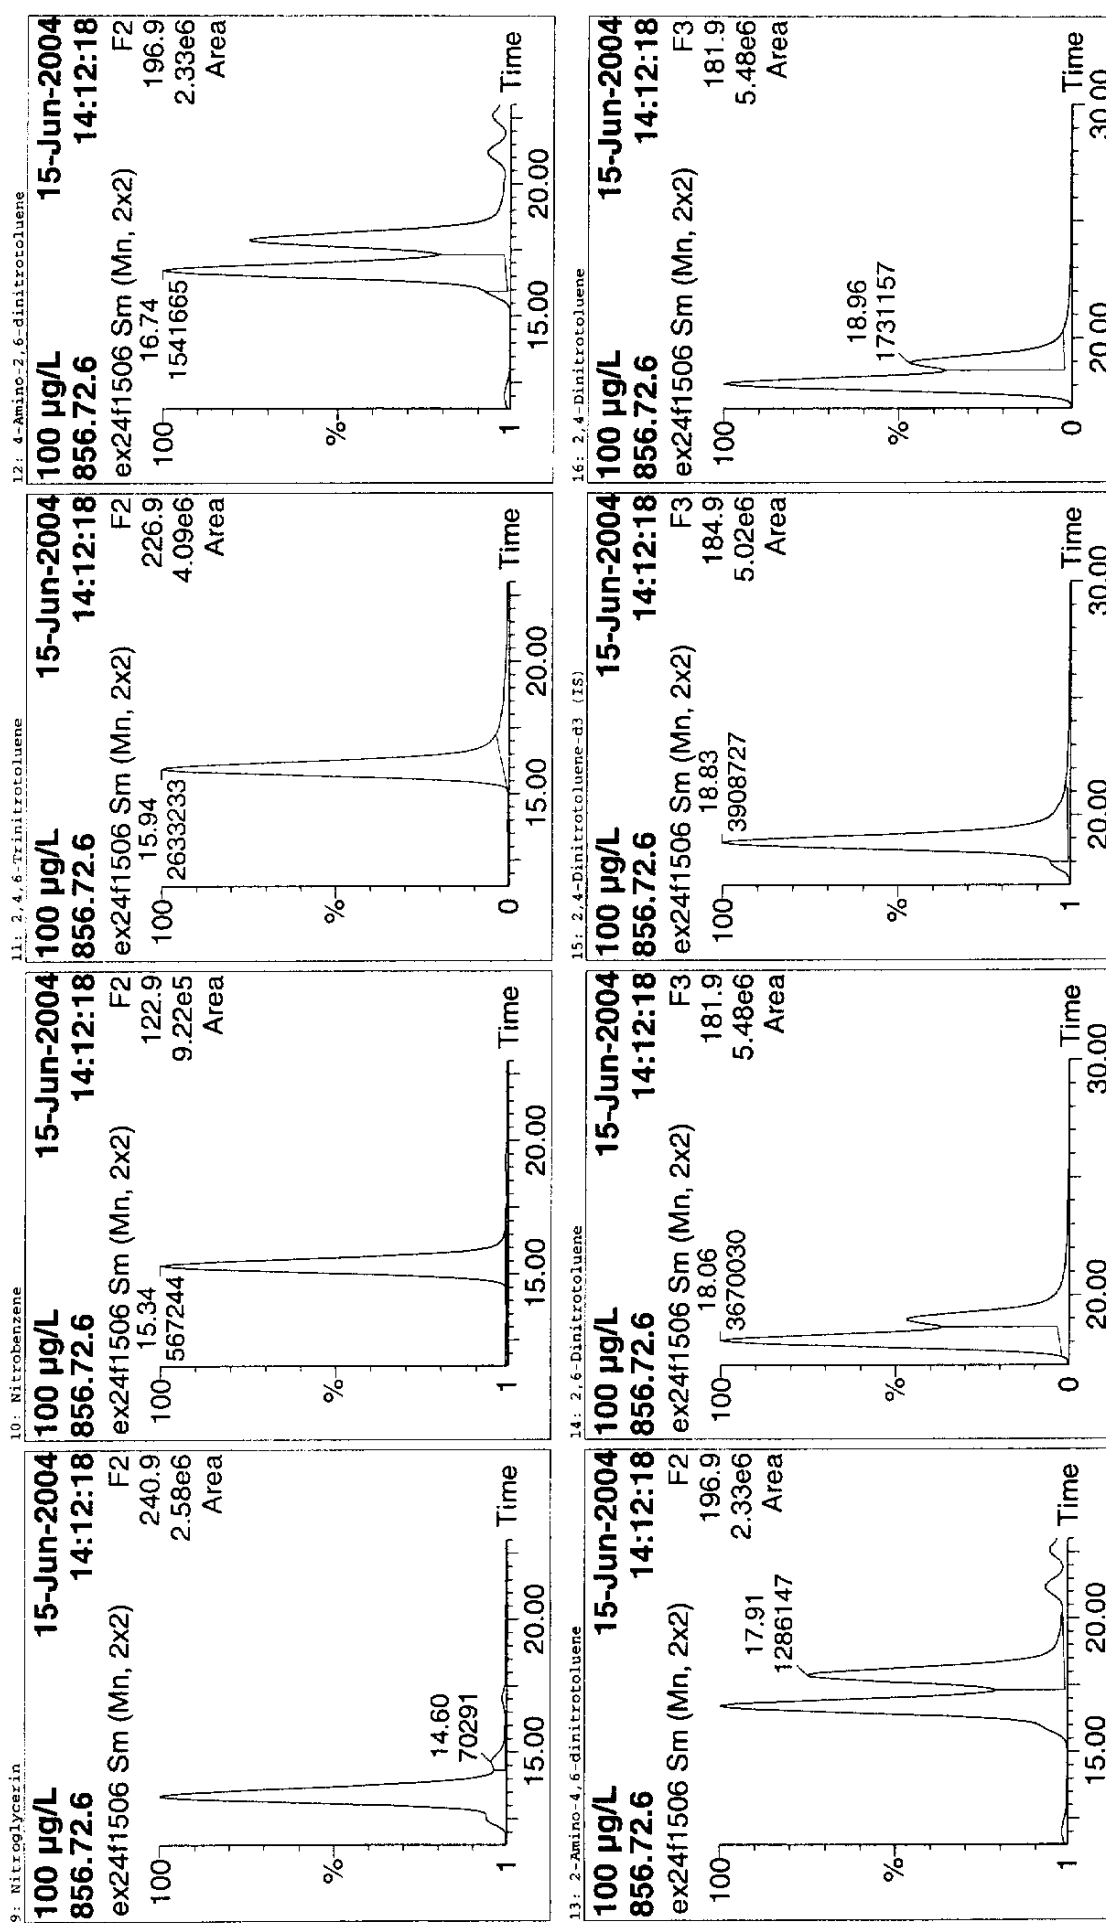 9: Nitroglycerin
100 µg/L 15-Jun-2004
856.72.6 14:12:18
ex24f1506 Sm (Mn, 2x2) F2
240.9
2.58e6
Area
100
%
1
14.60
70291
15.00 20.00 Time
10: Nitrobenzene
100 µg/L 15-Jun-2004
856.72.6 14:12:18
ex24f1506 Sm (Mn, 2x2) F2
122.9
9.22e5
Area
100
%
1
15.34
567244
15.00 20.00 Time
11: 2,4,6-Trinitrotoluene
100 µg/L 15-Jun-2004
856.72.6 14:12:18
ex24f1506 Sm (Mn, 2x2) F2
226.9
4.09e6
Area
100
%
0
15.94
2633233
15.00 20.00 Time
12: 4-Amino-2,6-dinitrotoluene
100 µg/L 15-Jun-2004
856.72.6 14:12:18
ex24f1506 Sm (Mn, 2x2) F2
196.9
2.33e6
Area
100
%
1
16.74
1541665
15.00 20.00 Time
13: 2-Amino-4,6-dinitrotoluene
100 µg/L 15-Jun-2004
856.72.6 14:12:18
ex24f1506 Sm (Mn, 2x2) F2
196.9
2.33e6
Area
100
%
1
17.91
1286147
15.00 20.00 Time
14: 2,6-Dinitrotoluene
100 µg/L 15-Jun-2004
856.72.6 14:12:18
ex24f1506 Sm (Mn, 2x2) F3
181.9
5.48e6
Area
100
%
0
18.06
3670030
20.00 30.00 Time
15: 2,4-Dinitrotoluene-d3 (IS)
100 µg/L 15-Jun-2004
856.72.6 14:12:18
ex24f1506 Sm (Mn, 2x2) F3
184.9
5.02e6
Area
100
%
1
18.83
3908727
20.00 30.00 Time
16: 2,4-Dinitrotoluene
100 µg/L 15-Jun-2004
856.72.6 14:12:18
ex24f1506 Sm (Mn, 2x2) F3
181.9
5.48e6
Area
100
%
0
18.96
1731157
20.00 30.00 Time